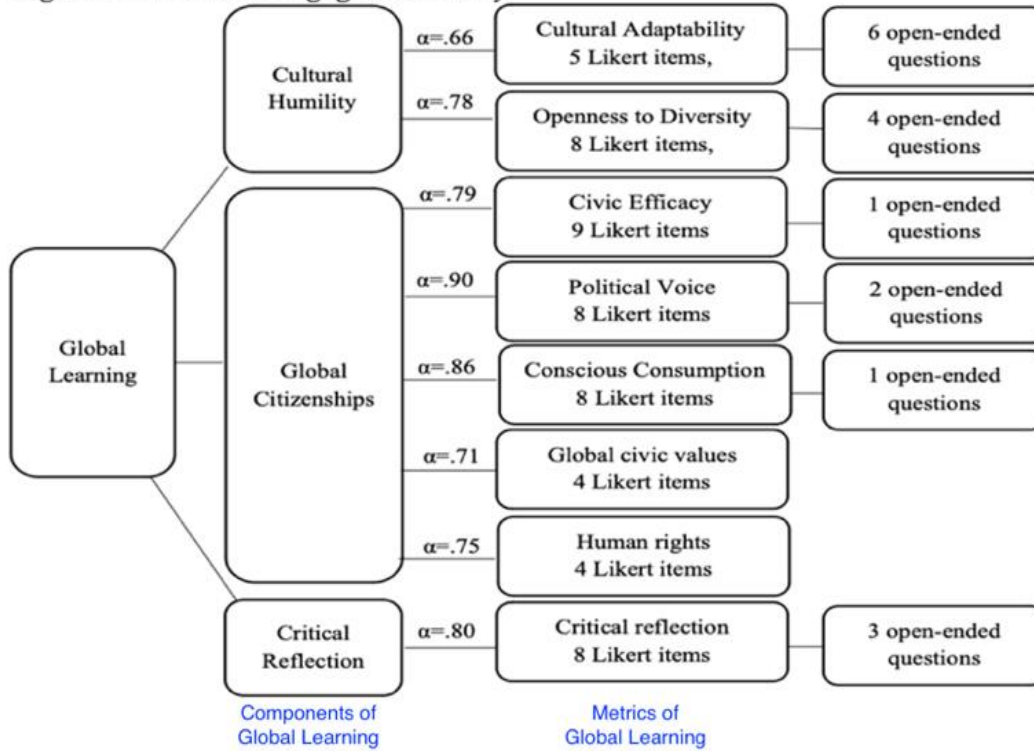 α=.66
Cultural Adaptability
5 Likert items,
6 open-ended
questions
Cultural
Humility
α=.78
Openness to Diversity
8 Likert items,
4 open-ended
questions
α=.79
Civic Efficacy
9 Likert items
1 open-ended
questions
α=.90
Political Voice
8 Likert items
2 open-ended
questions
Global
Learning
Global
Citizenships
α=.86
Conscious Consumption
8 Likert items
1 open-ended
questions
α=.71
Global civic values
4 Likert items
α=.75
Human rights
4 Likert items
Critical
Reflection
α=.80
Critical reflection
8 Likert items
3 open-ended
questions
Components of
Global Learning
Metrics of
Global Learning